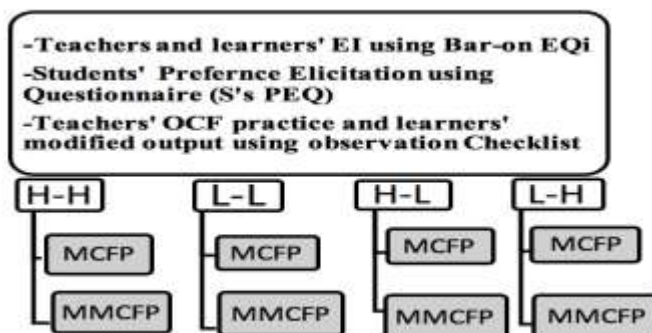 -Teachers and learners' EI using Bar-on EQi
-Students' Prefernce Elicitation using
Questionnaire (S's PEQ)
-Teachers' OCF practice and learners'
modified output using observation Checklist
H-H L-L H-L L-H
MCFP MCFP MCFP MCFP
MMCFP MMCFP MMCFP MMCFP